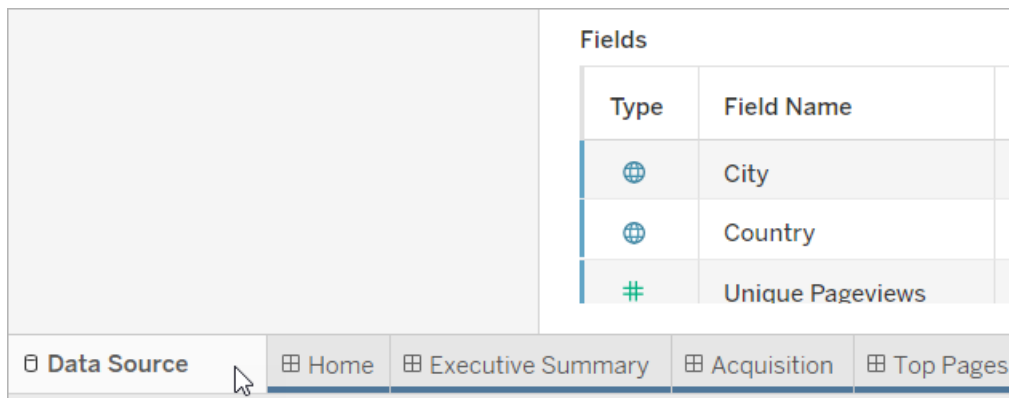 Fields
Type Field Name
City
Country
Unique Pageviews
Data Source Home Executive Summary Acquisition Top Pages